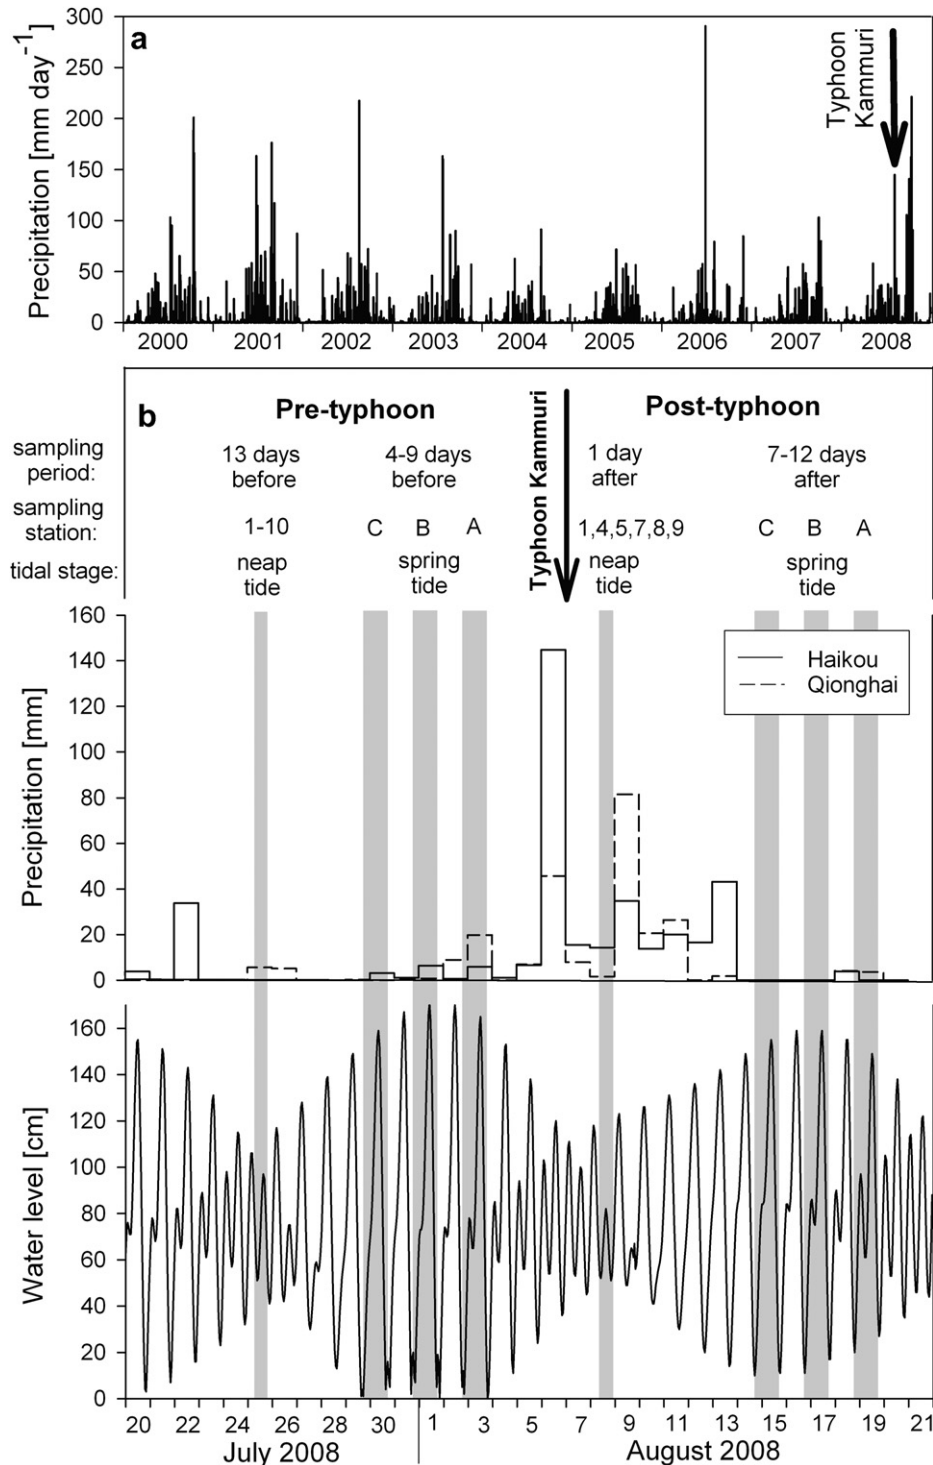 a
Precipitation [mm day-1]
300
250
200
150
100
50
0
Typhoon
Kammuri
2000 2001 2002 2003 2004 2005 2006 2007 2008
b
Pre-typhoon
Post-typhoon
Typhoon Kammuri
sampling
period:
13 days
before
4-9 days
before
1 day
after
7-12 days
after
sampling
station:
1-10 C B A 1,4,5,7,8,9 C B A
tidal stage:
neap
tide
spring
tide
neap
tide
spring
tide
Precipitation [mm]
160
140
120
100
80
60
40
20
0
Haikou
Qionghai
Water level [cm]
160
140
120
100
80
60
40
20
0
20 22 24 26 28 30 1 3 5 7 9 11 13 15 17 19 21
July 2008 August 2008